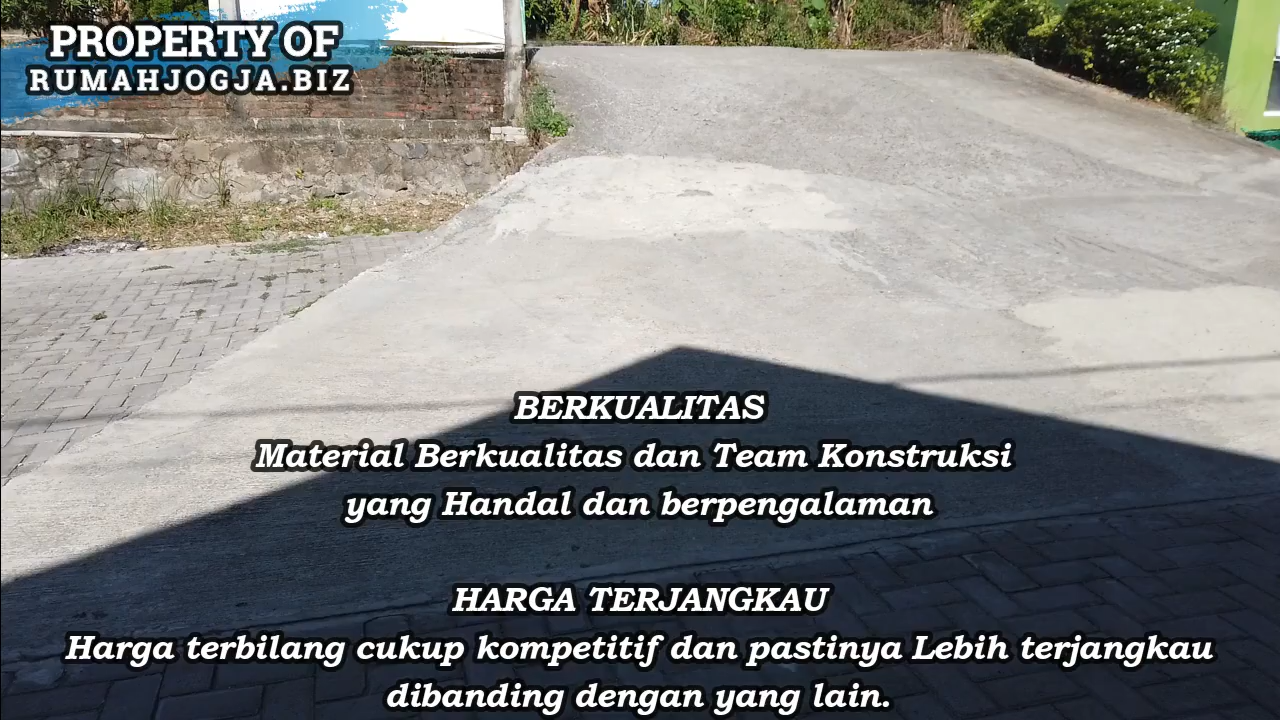 PROPERTY OF
RUMAHJOGJA.BIZ
BERKUALITAS
Material Berkualitas dan Team Konstruksi
yang Handal dan berpengalaman
HARGA TERJANGKAU
Harga terbilang cukup kompetitif dan pastinya Lebih terjangkau
dibanding dengan yang lain.